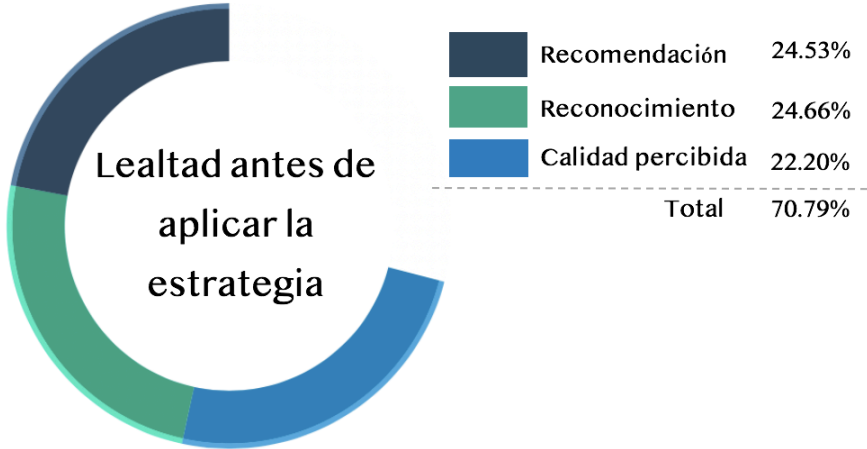 Lealtad antes de
aplicar la
estrategia
Recomendación 24.53%
Reconocimiento 24.66%
Calidad percibida 22.20%
Total 70.79%